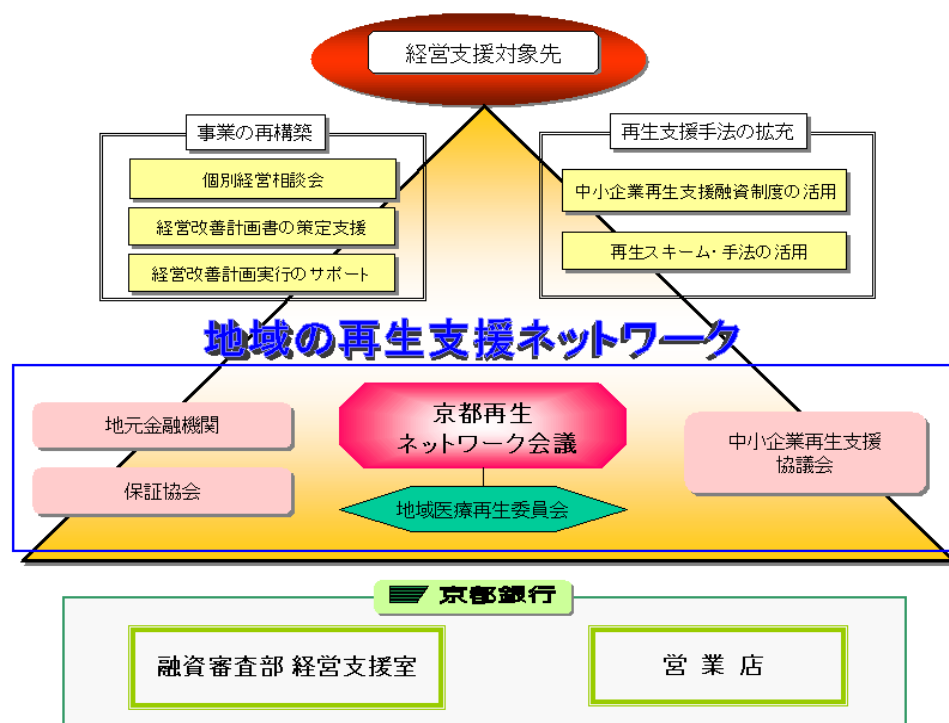 経営支援対象先
事業の再構築
個別経営相談会
経営改善計画書の策定支援
経営改善計画実行のサポート
再生支援手法の拡充
中小企業再生支援融資制度の活用
再生スキーム・手法の活用
地域の再生支援ネットワーク
地元金融機関
保証協会
京都再生
ネットワーク会議
地域医療再生委員会
中小企業再生支援
協議会
京都銀行
融資審査部 経営支援室
営業店